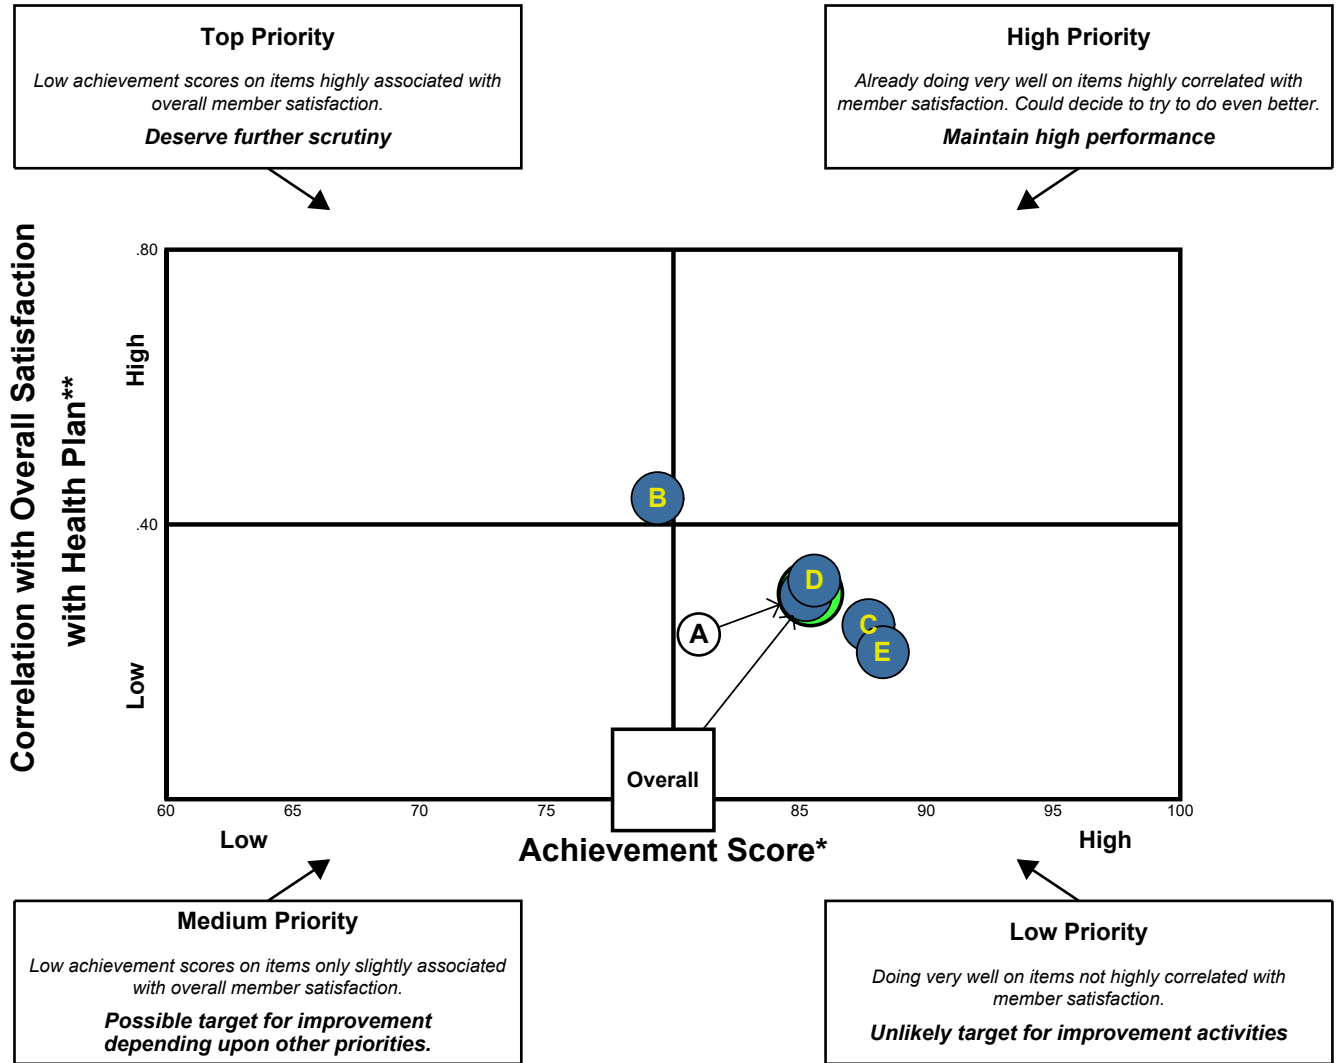 Top Priority
Low achievement scores on items highly associated with
overall member satisfaction.
Deserve further scrutiny
High Priority
Already doing very well on items highly correlated with
member satisfaction. Could decide to try to do even better.
Maintain high performance
Correlation with Overall Satisfaction
with Health Plan**
High
Low
.80
.40
B
D
A
C
E
Overall
60
65
70
75
85
90
95
100
Low
Achievement Score*
High
Medium Priority
Low achievement scores on items only slightly associated
with overall member satisfaction.
Possible target for improvement
depending upon other priorities.
Low Priority
Doing very well on items not highly correlated with
member satisfaction.
Unlikely target for improvement activities